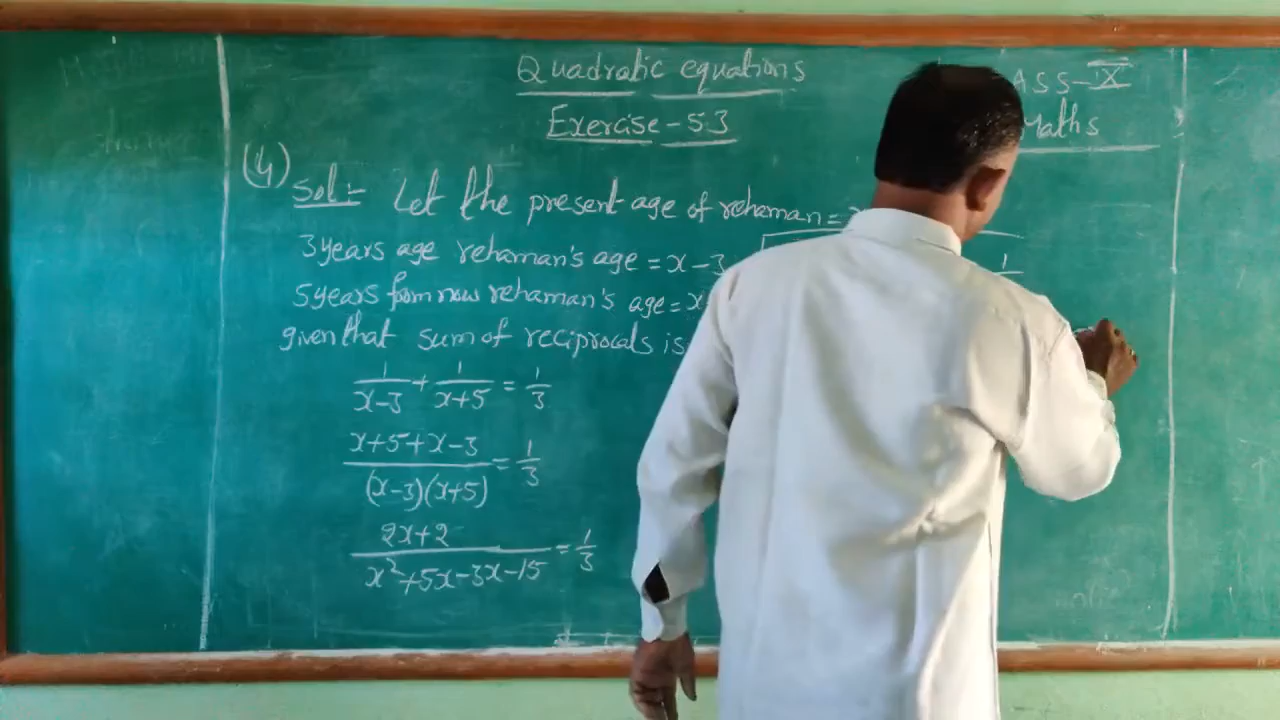 Quadratic equations
Exercise - 5.3
ASS - X
Maths
(4)
Sol:- Let the present age of rehaman =
3years age rehaman's age = x-3
5years from now rehaman's age = x
given that sum of reciprocals is
1/(x-3) + 1/(x+5) = 1/3
(x+5+x-3)/((x-3)(x+5)) = 1/3
(2x+2)/(x²+5x-3x-15) = 1/3